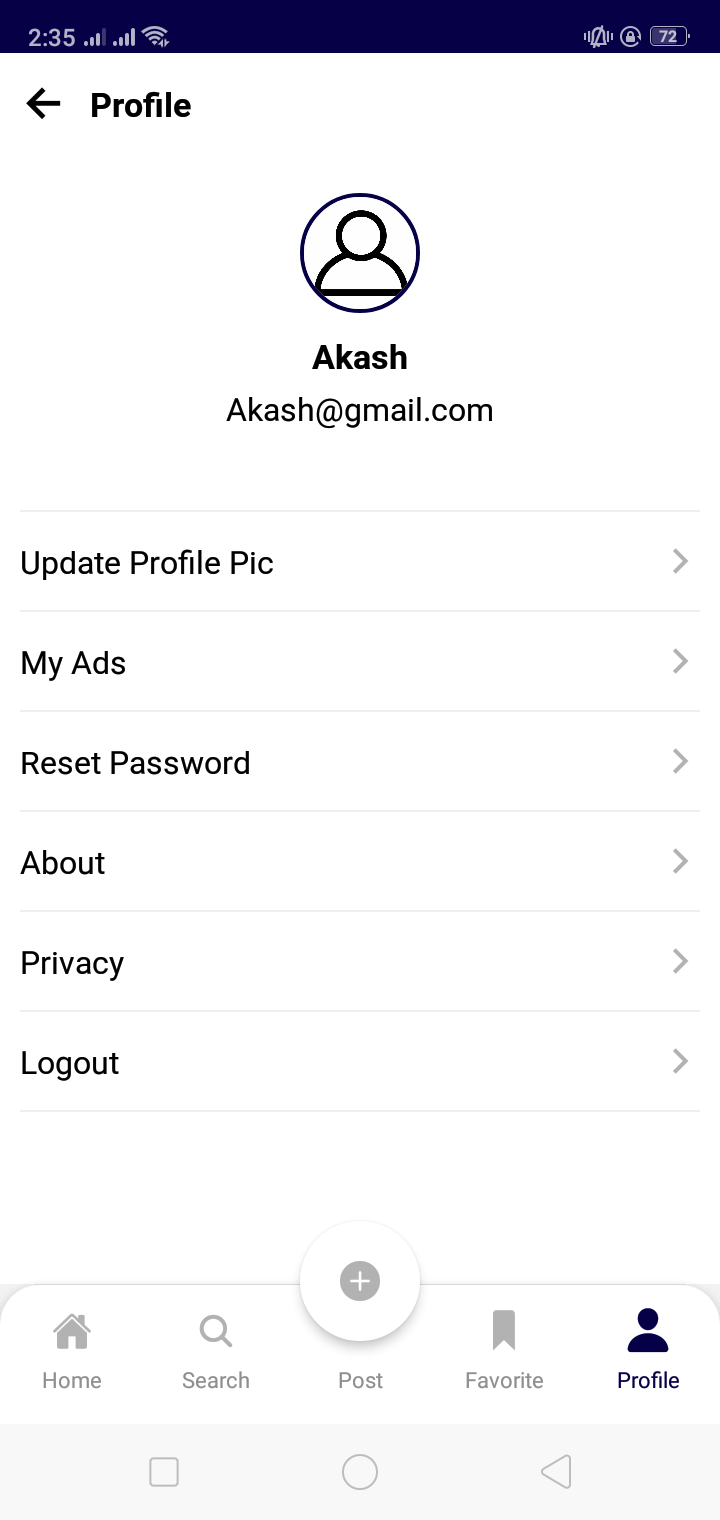 2:35
72
Profile
Akash
Akash@gmail.com
Update Profile Pic
My Ads
Reset Password
About
Privacy
Logout
Home
Search
Post
Favorite
Profile